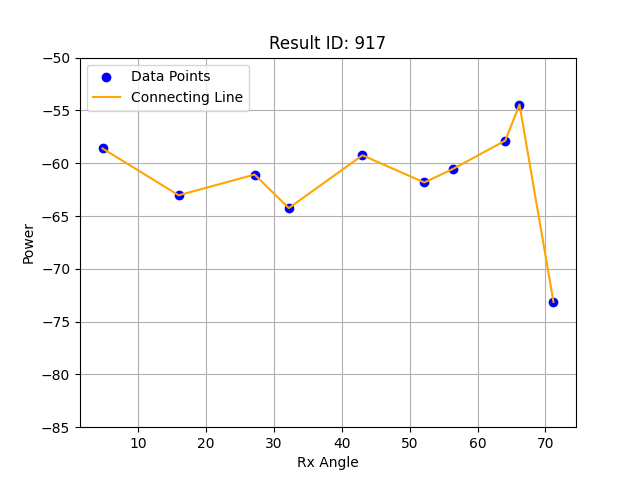 Result ID: 917
Data Points
Connecting Line
−50
−55
−60
−65
−70
−75
−80
−85
Power
10 20 30 40 50 60 70
Rx Angle